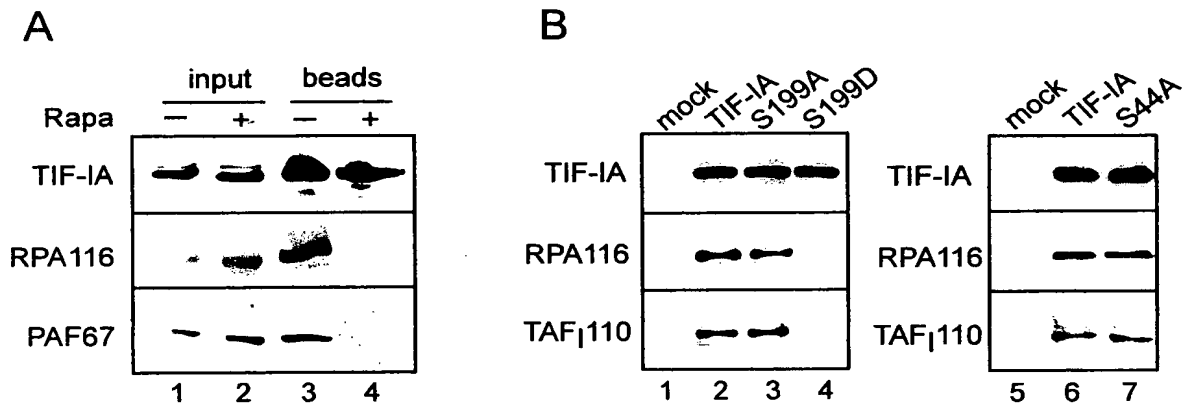 A
input beads
Rapa − + − +
TIF-IA
RPA116
PAF67
1 2 3 4
B
mock TIF-IA S199A S199D
TIF-IA
RPA116
TAFI110
1 2 3 4
mock TIF-IA S44A
TIF-IA
RPA116
TAFI110
5 6 7